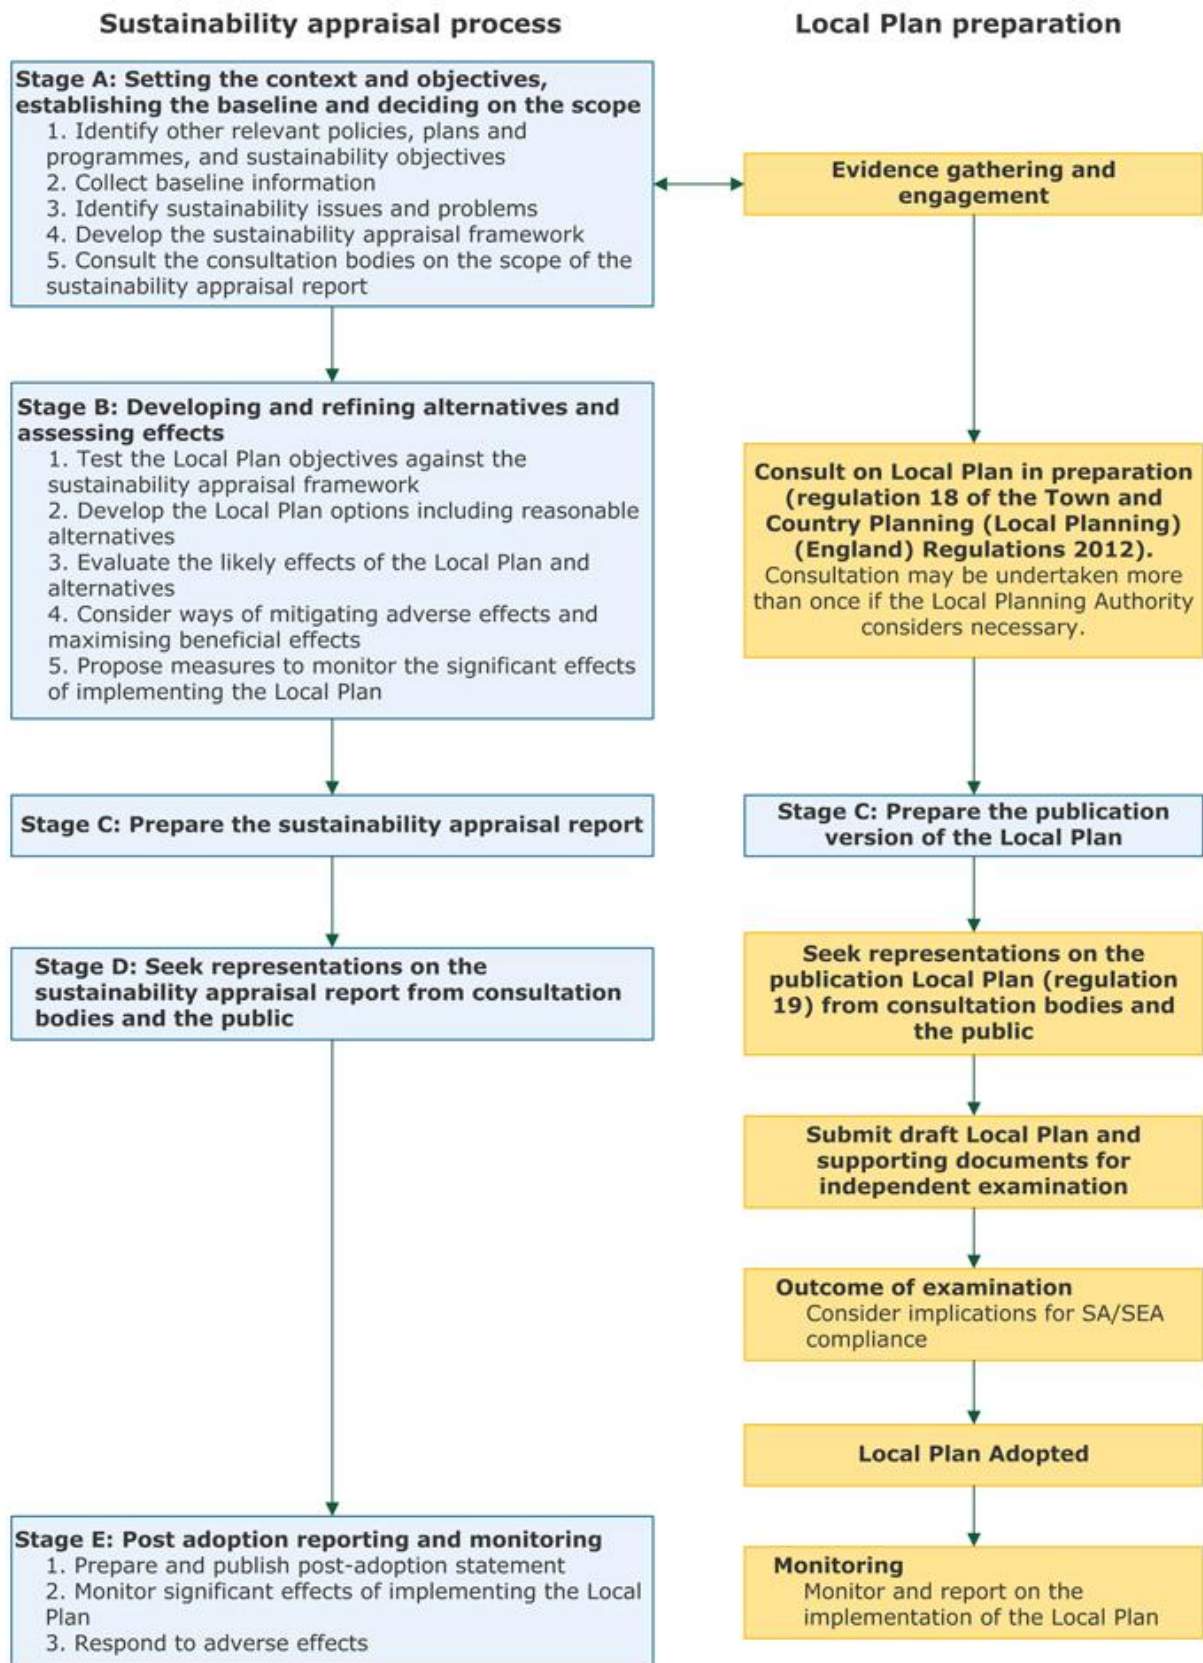 Sustainability appraisal process
Local Plan preparation
Stage A: Setting the context and objectives,
establishing the baseline and deciding on the scope
1. Identify other relevant policies, plans and
programmes, and sustainability objectives
2. Collect baseline information
3. Identify sustainability issues and problems
4. Develop the sustainability appraisal framework
5. Consult the consultation bodies on the scope of the
sustainability appraisal report
Evidence gathering and
engagement
Stage B: Developing and refining alternatives and
assessing effects
1. Test the Local Plan objectives against the
sustainability appraisal framework
2. Develop the Local Plan options including reasonable
alternatives
3. Evaluate the likely effects of the Local Plan and
alternatives
4. Consider ways of mitigating adverse effects and
maximising beneficial effects
5. Propose measures to monitor the significant effects
of implementing the Local Plan
Consult on Local Plan in preparation
(regulation 18 of the Town and
Country Planning (Local Planning)
(England) Regulations 2012).
Consultation may be undertaken more
than once if the Local Planning Authority
considers necessary.
Stage C: Prepare the sustainability appraisal report
Stage C: Prepare the publication
version of the Local Plan
Stage D: Seek representations on the
sustainability appraisal report from consultation
bodies and the public
Seek representations on the
publication Local Plan (regulation
19) from consultation bodies and
the public
Submit draft Local Plan and
supporting documents for
independent examination
Outcome of examination
Consider implications for SA/SEA
compliance
Local Plan Adopted
Stage E: Post adoption reporting and monitoring
1. Prepare and publish post-adoption statement
2. Monitor significant effects of implementing the Local
Plan
3. Respond to adverse effects
Monitoring
Monitor and report on the
implementation of the Local Plan